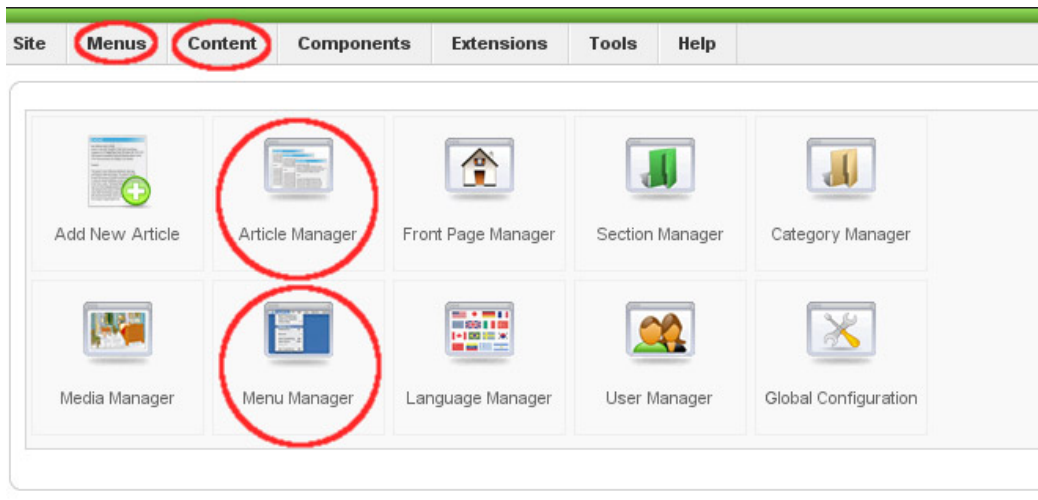 Site Menus Content Components Extensions Tools Help
Add New Article Article Manager Front Page Manager Section Manager Category Manager
Media Manager Menu Manager Language Manager User Manager Global Configuration